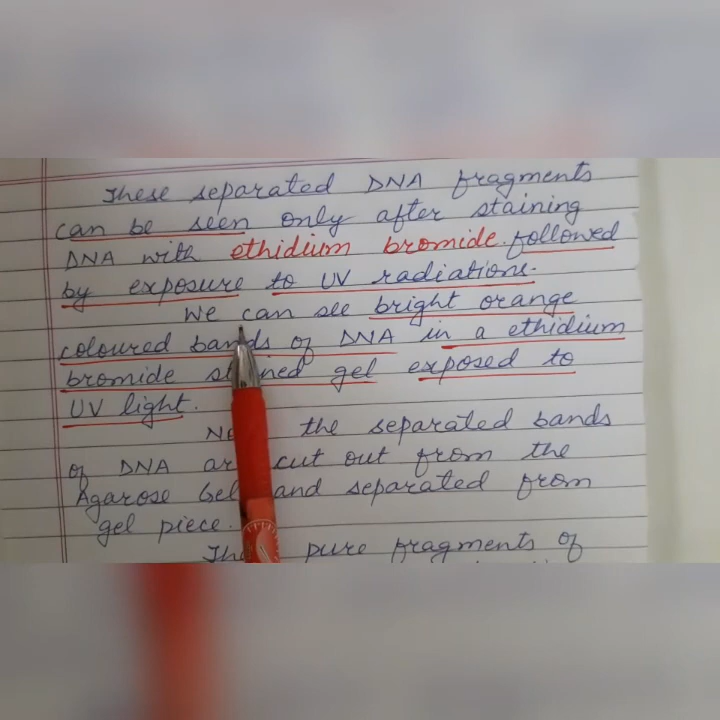 These separated DNA fragments
can be seen only after staining
DNA with ethidium bromide followed
by exposure to UV radiations.
We can see bright orange
coloured bands of DNA in a ethidium
bromide stained gel exposed to
UV light.
the separated bands
of DNA are cut out from the
Agarose Gel and separated from
gel piece.
pure fragments of